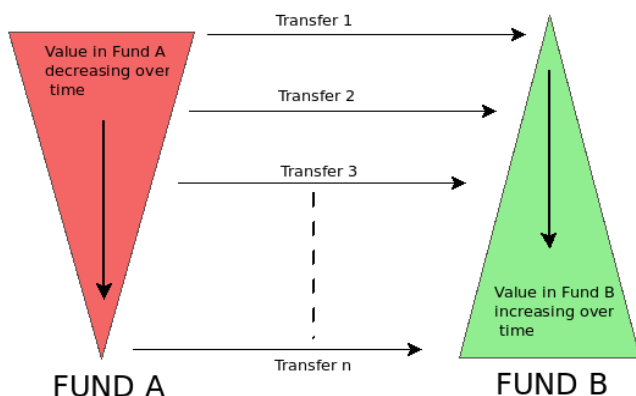 Transfer 1
Value in Fund A
decreasing over
time
Transfer 2
Transfer 3
Value in Fund B
increasing over
time
Transfer n
FUND A
FUND B